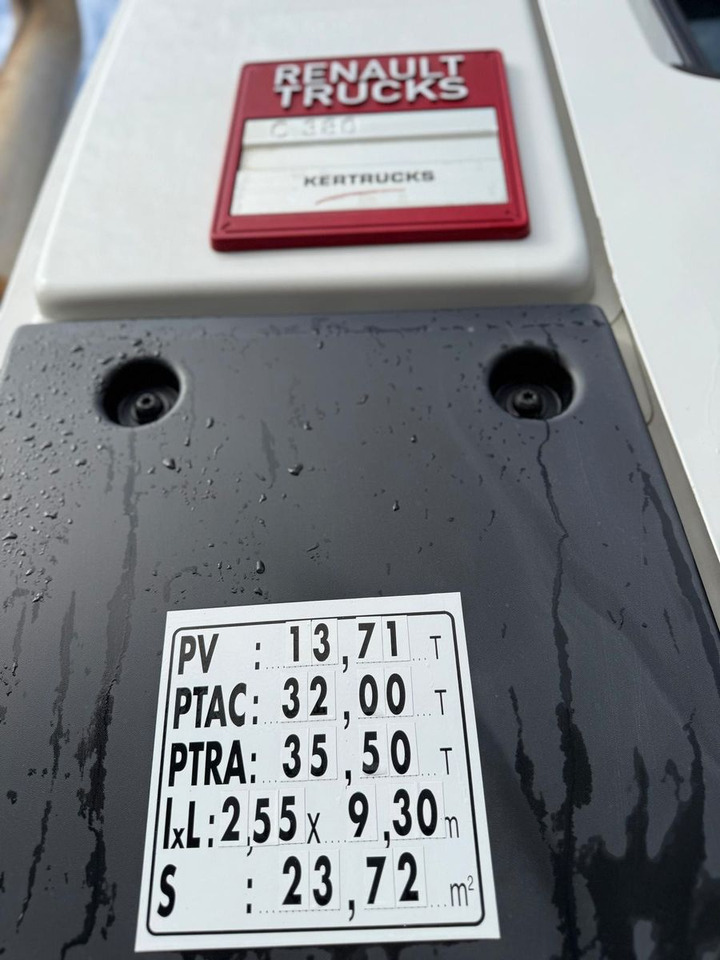 RENAULT
TRUCKS
C 380
KERTRUCKS
PV : 13,71 T
PTAC: 32,00 T
PTRA: 35,50 T
lxL: 2,55 x 9,30 m
S : 23,72 m²